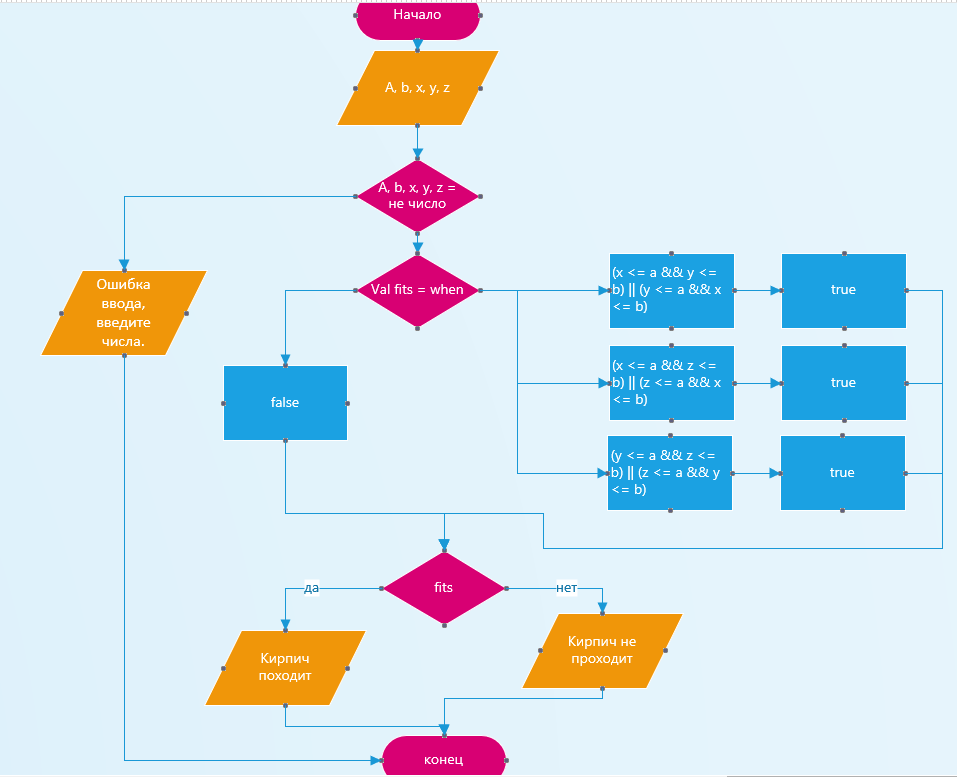 Начало
A, b, x, y, z
A, b, x, y, z =
не число
Val fits = when
(x <= a && y <=
b) || (y <= a && x
<= b)
true
Ошибка
ввода,
введите
числа.
(x <= a && z <=
b) || (z <= a && x
<= b)
true
false
(y <= a && z <=
b) || (z <= a && y
<= b)
true
fits
да
нет
Кирпич
походит
Кирпич не
проходит
конец